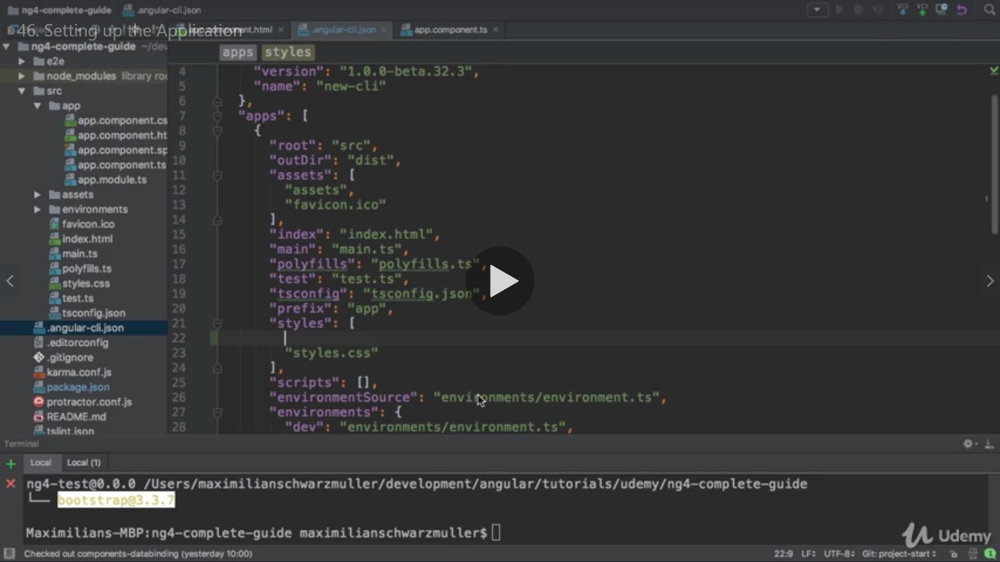 ng4-complete-guide .angular-cli.json
46. Setting up the Application
app.component.html .angular-cli.json app.component.ts
ng4-complete-guide ~/dev
e2e
node_modules library roo
src
app
app.component.cs
app.component.ht
app.component.sp
app.component.ts
app.module.ts
assets
environments
favicon.ico
index.html
main.ts
polyfills.ts
styles.css
test.ts
tsconfig.json
.angular-cli.json
.editorconfig
.gitignore
karma.conf.js
package.json
protractor.conf.js
README.md
tslint.json
apps styles
4 "version": "1.0.0-beta.32.3",
5 "name": "new-cli"
6 },
7 "apps": [
8 {
9 "root": "src",
10 "outDir": "dist",
11 "assets": [
12 "assets",
13 "favicon.ico"
14 ],
15 "index": "index.html",
16 "main": "main.ts",
17 "polyfills": "polyfills.ts",
18 "test": "test.ts",
19 "tsconfig": "tsconfig.json",
20 "prefix": "app",
21 "styles": [
22
23 "styles.css"
24 ],
25 "scripts": [],
26 "environmentSource": "environments/environment.ts",
27 "environments": {
28 "dev": "environments/environment.ts",
Terminal
Local Local (1)
ng4-test@0.0.0 /Users/maximilianschwarzmuller/development/angular/tutorials/udemy/ng4-complete-guide
└── bootstrap@3.3.7
Maximilians-MBP:ng4-complete-guide maximilianschwarzmuller$
Udemy
Checked out components-databinding (yesterday 10:00) 22:9 LF÷ UTF-8÷ Git: project-start÷ 1